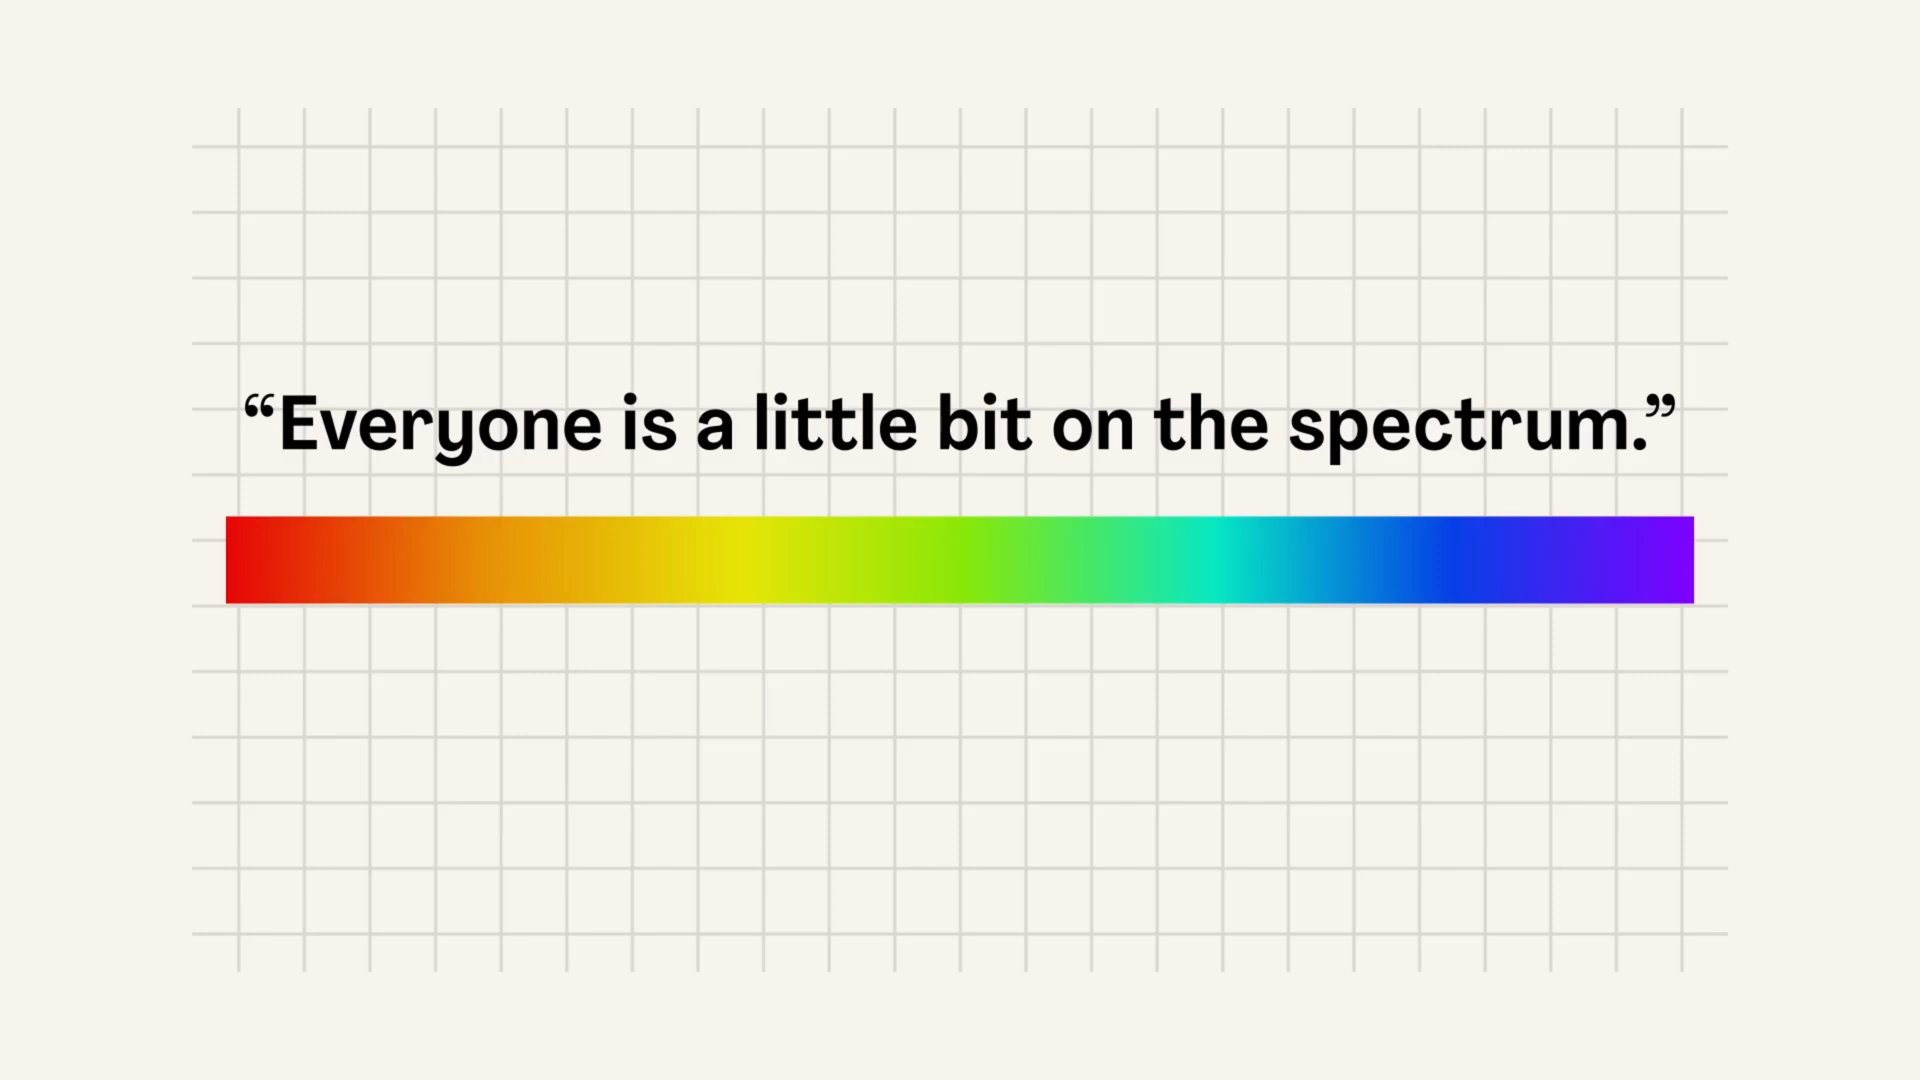 “Everyone is a little bit on the spectrum.”